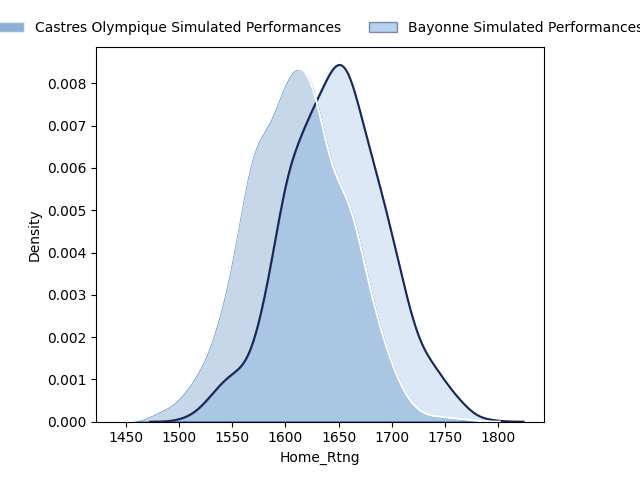 Castres Olympique Simulated Performances
Bayonne Simulated Performances
0.008
0.007
0.006
0.005
0.004
0.003
0.002
0.001
0.000
Density
1450 1500 1550 1600 1650 1700 1750 1800
Home_Rtng